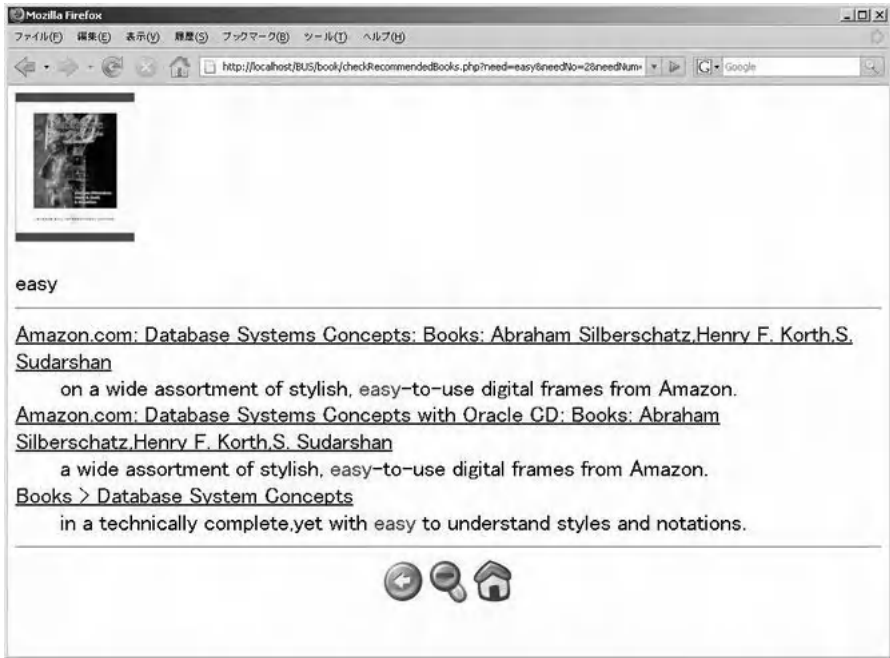 Mozilla Firefox
ファイル(F) 編集(E) 表示(V) 履歴(S) ブックマーク(B) ツール(T) ヘルプ(H)
http://localhost/BUS/book/checkRecommendedBooks.php?need=easy&needNo=2&needNum= Google
easy
Amazon.com: Database Systems Concepts: Books: Abraham Silberschatz,Henry F. Korth,S.
Sudarshan
on a wide assortment of stylish, easy-to-use digital frames from Amazon.
Amazon.com: Database Systems Concepts with Oracle CD: Books: Abraham
Silberschatz,Henry F. Korth,S. Sudarshan
a wide assortment of stylish, easy-to-use digital frames from Amazon.
Books > Database System Concepts
in a technically complete,yet with easy to understand styles and notations.